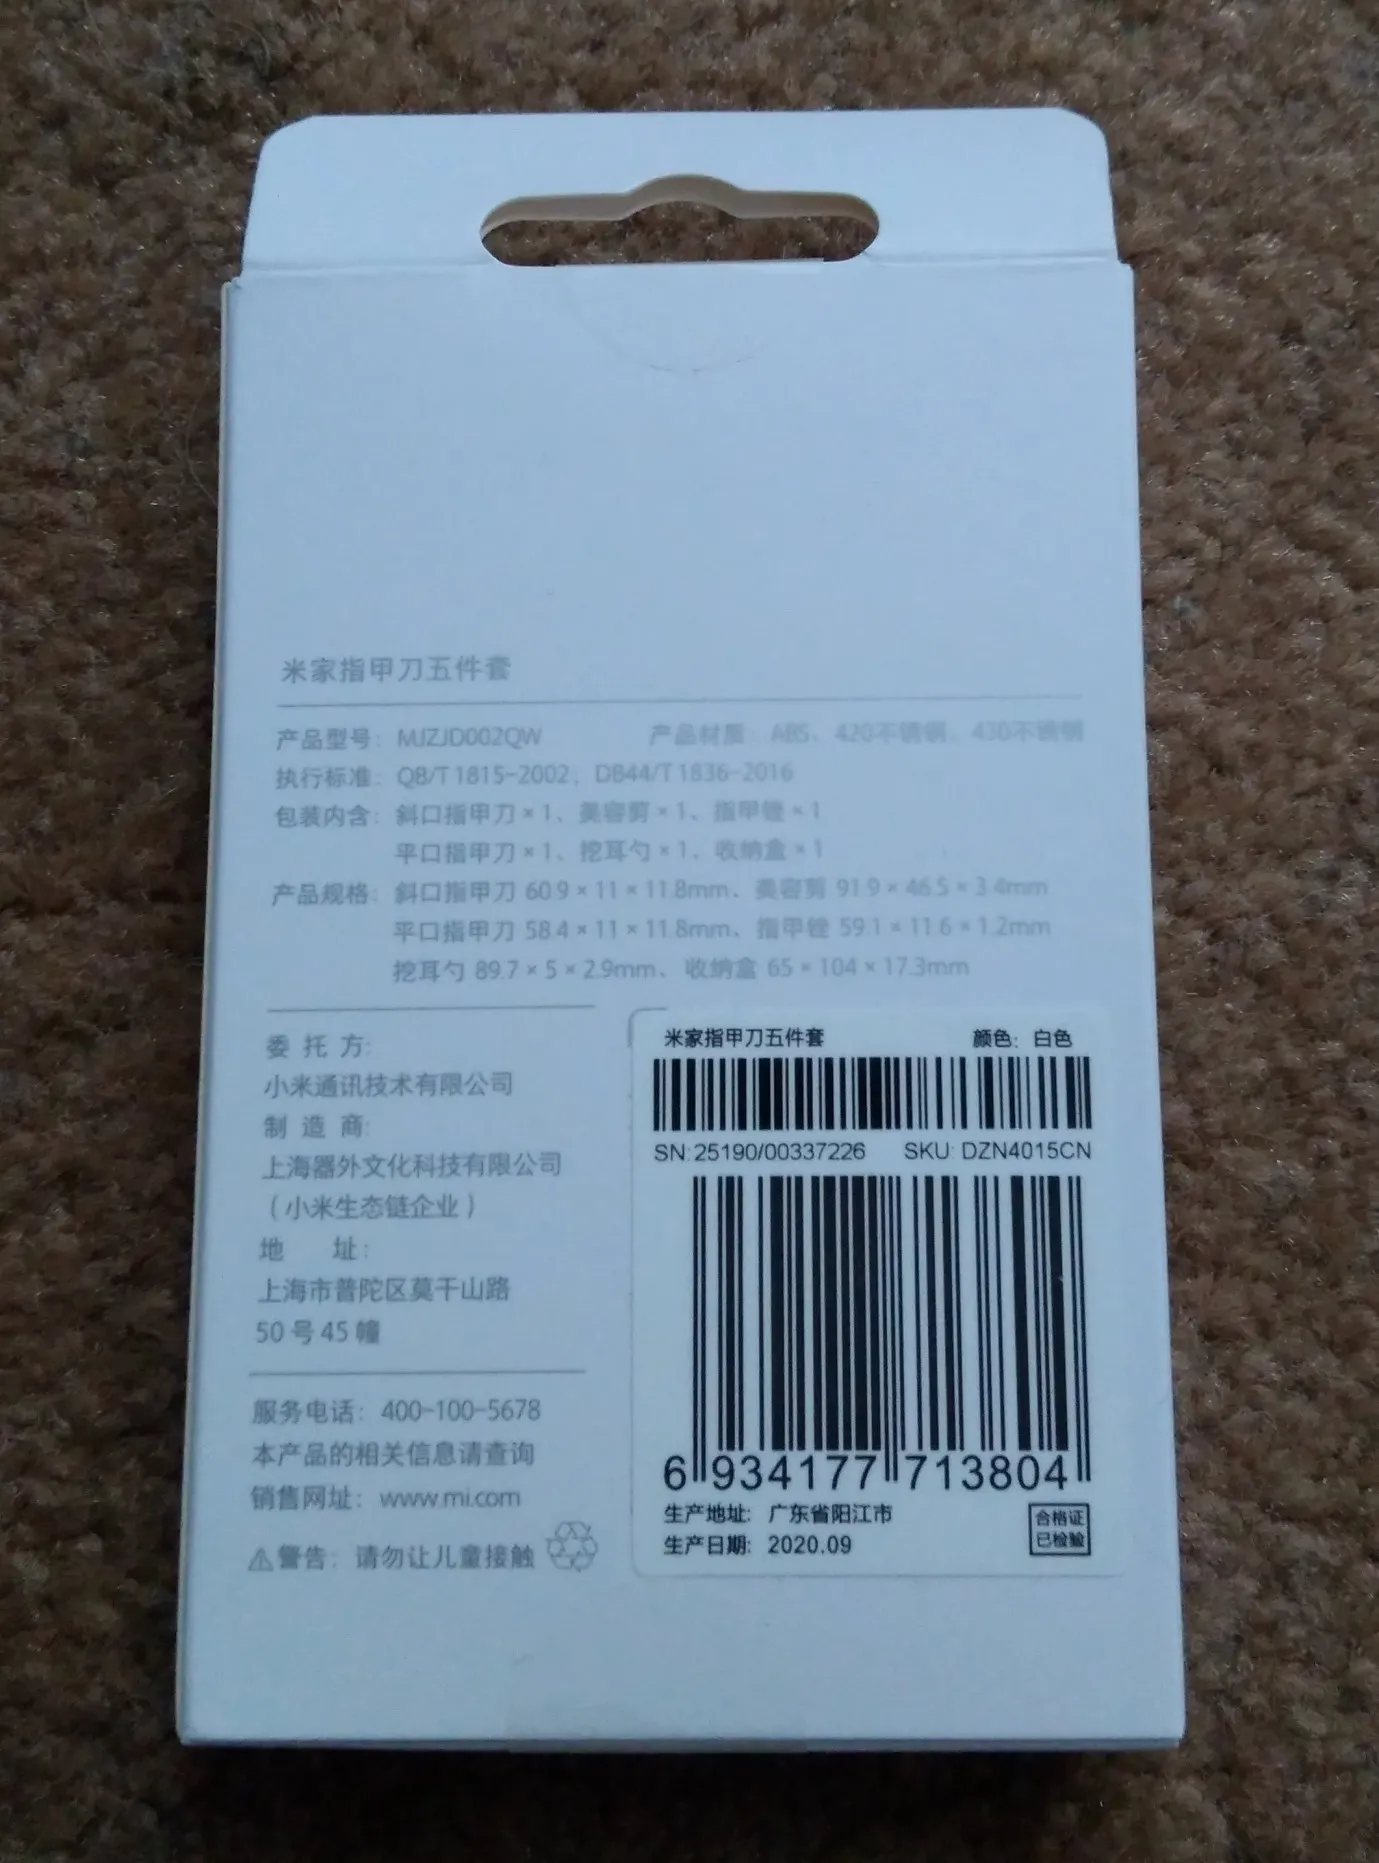 米家指甲刀五件套
产品型号: MJZJD002QW 产品材质: ABS、420不锈钢、430不锈钢
执行标准: QB/T 1815-2002; DB44/T 1836-2016
包装内含: 斜口指甲刀×1、美容剪×1、指甲锉×1
平口指甲刀×1、挖耳勺×1、收纳盒×1
产品规格: 斜口指甲刀 60.9×11×11.8mm、美容剪 91.9×46.5×3.4mm
平口指甲刀 58.4×11×11.8mm、指甲锉 59.1×11.6×1.2mm
挖耳勺 89.7×5×2.9mm、收纳盒 65×104×17.3mm
委 托 方:
小米通讯技术有限公司
制 造 商:
上海器外文化科技有限公司
（小米生态链企业）
地 址:
上海市普陀区莫干山路
50 号 45 幢
服务电话: 400-100-5678
本产品的相关信息请查询
销售网址: www.mi.com
⚠警告: 请勿让儿童接触
米家指甲刀五件套 颜色: 白色
SN:25190/00337226 SKU: DZN4015CN
6 934177 713804
生产地址: 广东省阳江市
生产日期: 2020.09
合格证
已检验